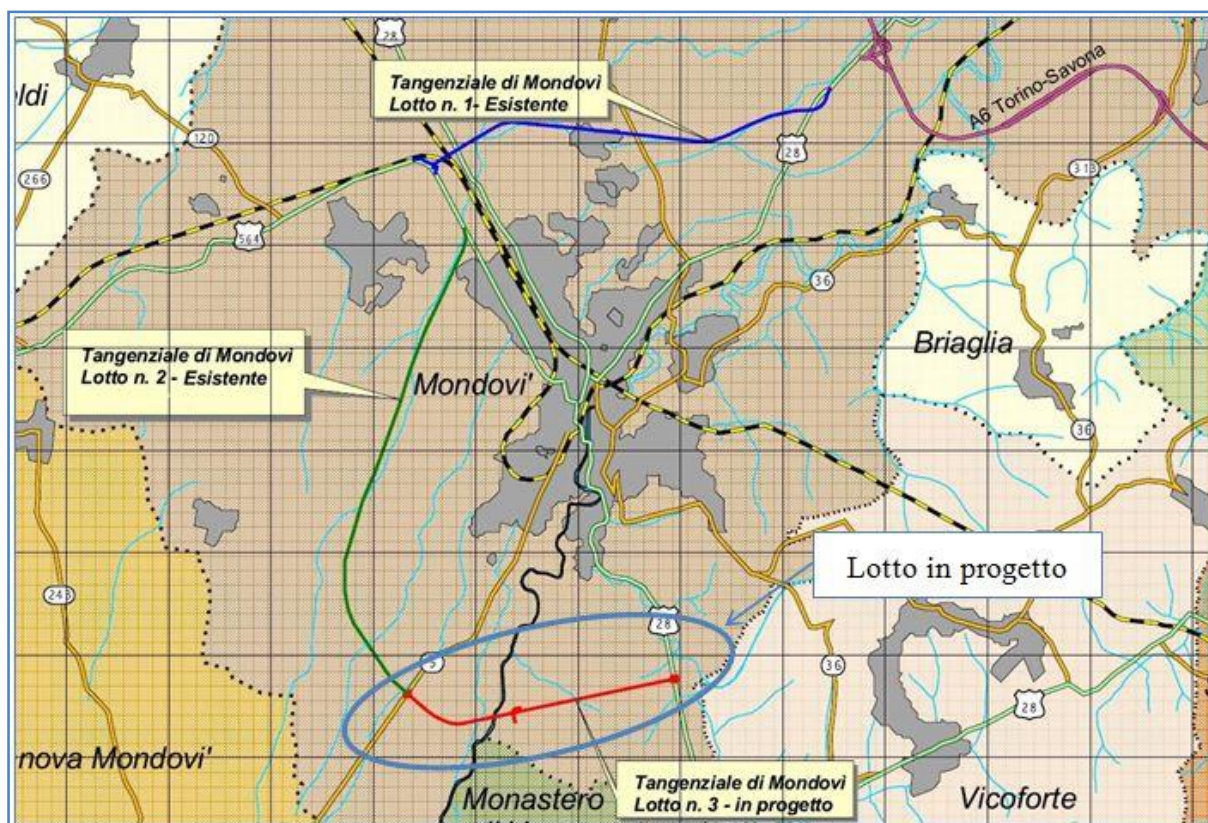 28
Tangenziale di Mondovì
Lotto n. 1- Esistente
A6 Torino-Savona
ldi
120
28
313
266
564
36
Tangenziale di Mondovì
Lotto n. 2 - Esistente
Mondovi'
Briaglia
36
Lotto in progetto
243
28
5
36
28
nova Mondovi'
Tangenziale di Mondovì
Lotto n. 3 - in progetto
Monastero
Vicoforte